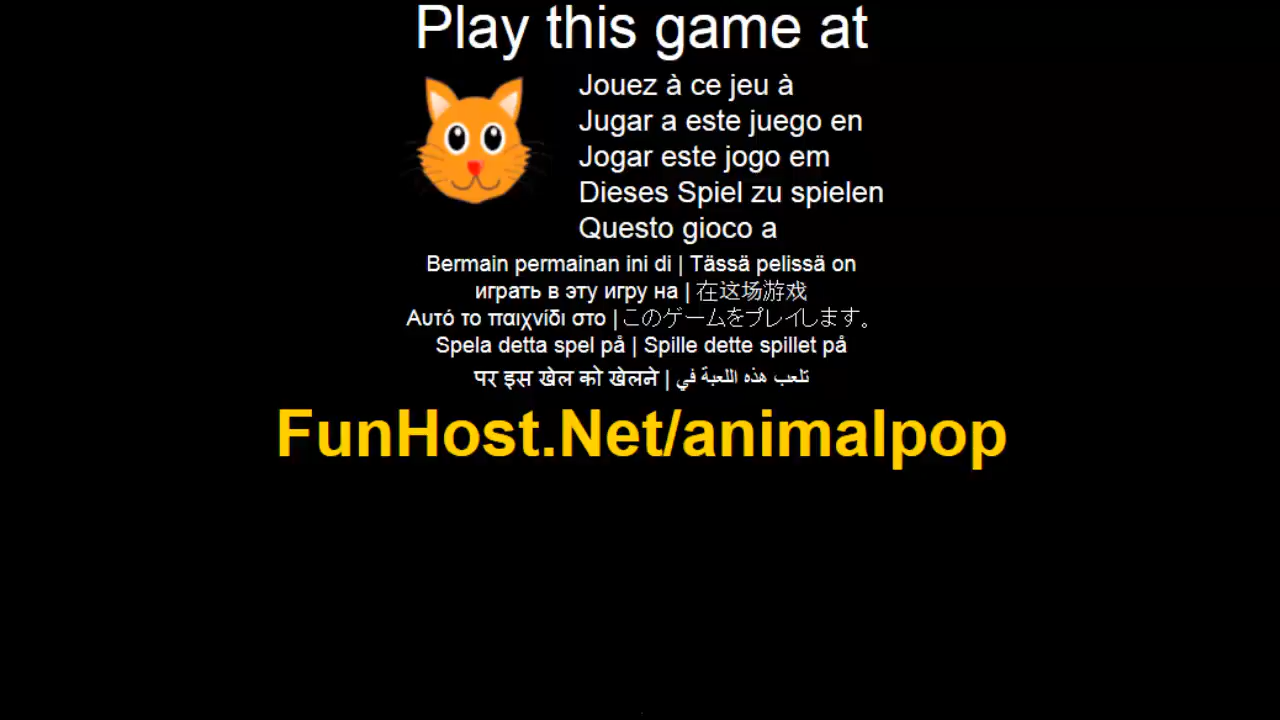 Play this game at
Jouez à ce jeu à
Jugar a este juego en
Jogar este jogo em
Dieses Spiel zu spielen
Questo gioco a
Bermain permainan ini di | Tässä pelissä on
играть в эту игру на | 在这场游戏
Αυτό το παιχνίδι στο | このゲームをプレイします。
Spela detta spel på | Spille dette spillet på
पर इस खेल को खेलने | تلعب هذه اللعبة في
FunHost.Net/animalpop